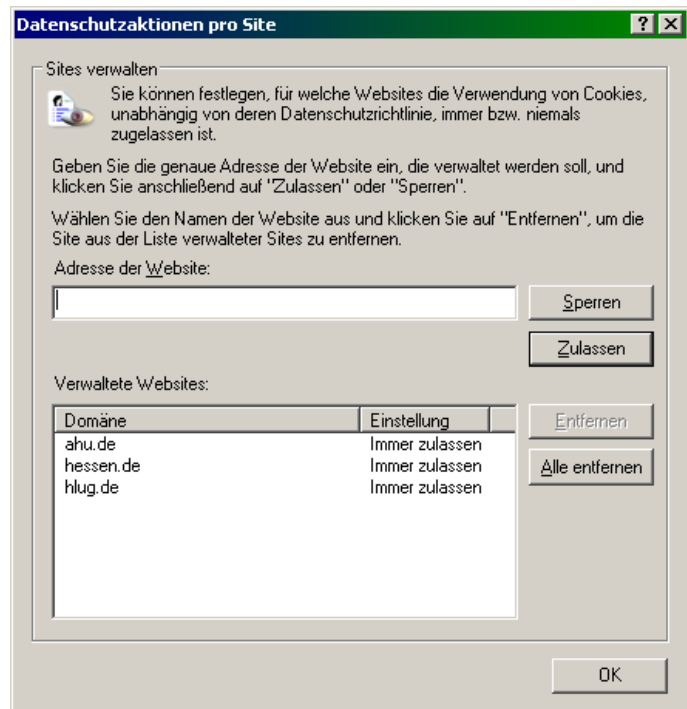 Datenschutzaktionen pro Site
Sites verwalten
Sie können festlegen, für welche Websites die Verwendung von Cookies,
unabhängig von deren Datenschutzrichtlinie, immer bzw. niemals
zugelassen ist.
Geben Sie die genaue Adresse der Website ein, die verwaltet werden soll, und
klicken Sie anschließend auf "Zulassen" oder "Sperren".
Wählen Sie den Namen der Website aus und klicken Sie auf "Entfernen", um die
Site aus der Liste verwalteter Sites zu entfernen.
Adresse der Website:
Sperren
Zulassen
Verwaltete Websites:
Domäne Einstellung
Entfernen
ahu.de Immer zulassen
hessen.de Immer zulassen
Alle entfernen
hlug.de Immer zulassen
OK